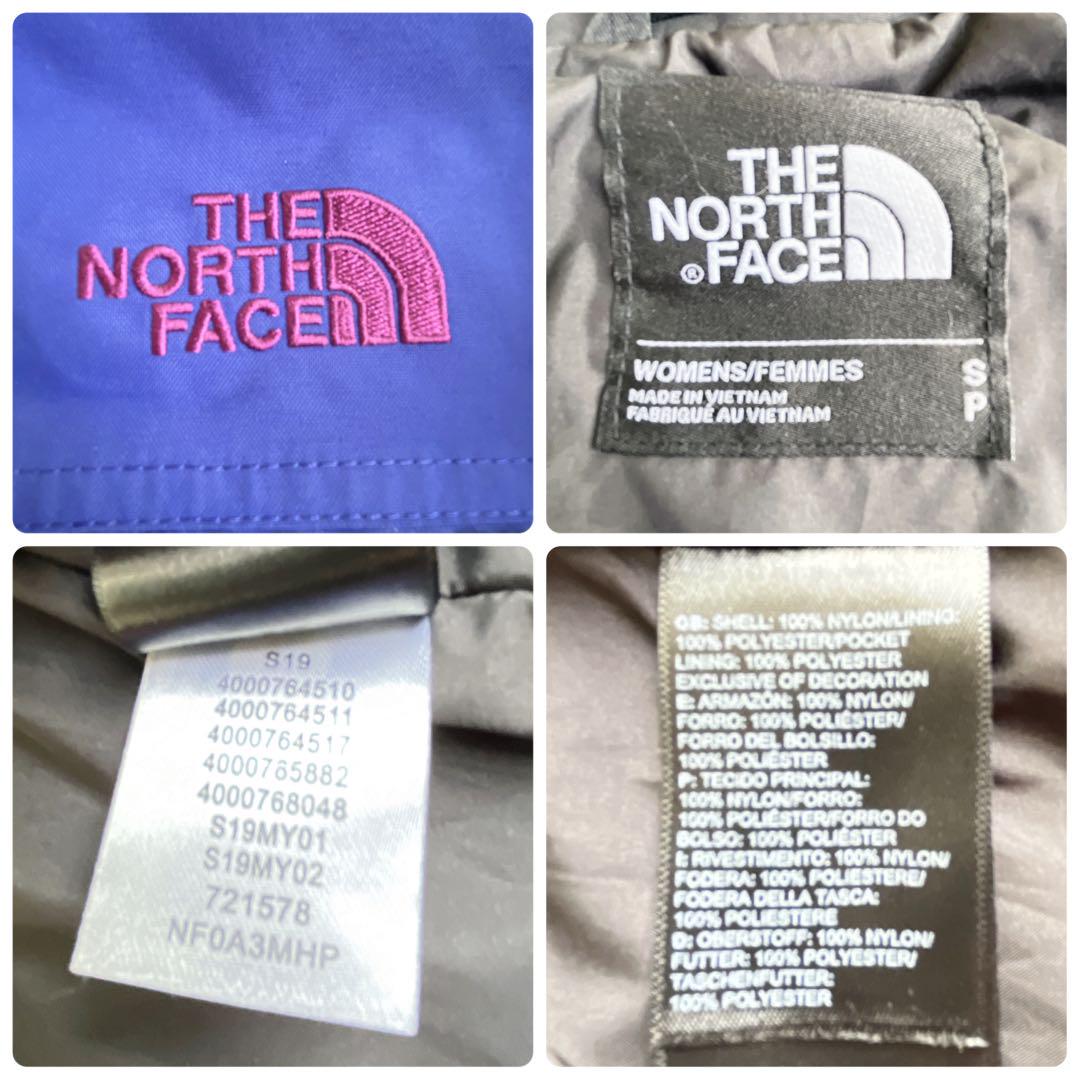 THE
NORTH
FACE
THE
NORTH
® FACE
WOMENS/FEMMES S
MADE IN VIETNAM P
FABRIQUE AU VIETNAM
S19
4000764510
4000764511
4000764517
4000765882
4000768048
S19MY01
S19MY02
721578
NF0A3MHP
GB: SHELL: 100% NYLON/LINING:
100% POLYESTER/POCKET
LINING: 100% POLYESTER
EXCLUSIVE OF DECORATION
E: ARMAZÓN: 100% NYLON/
FORRO: 100% POLIÉSTER/
FORRO DEL BOLSILLO:
100% POLIÉSTER
P: TECIDO PRINCIPAL:
100% NYLON/FORRO:
100% POLIÉSTER/FORRO DO
BOLSO: 100% POLIÉSTER
I: RIVESTIMENTO: 100% NYLON/
FODERA: 100% POLIESTERE/
FODERA DELLA TASCA:
100% POLIESTERE
D: OBERSTOFF: 100% NYLON/
FUTTER: 100% POLYESTER/
TASCHENFUTTER:
100% POLYESTER